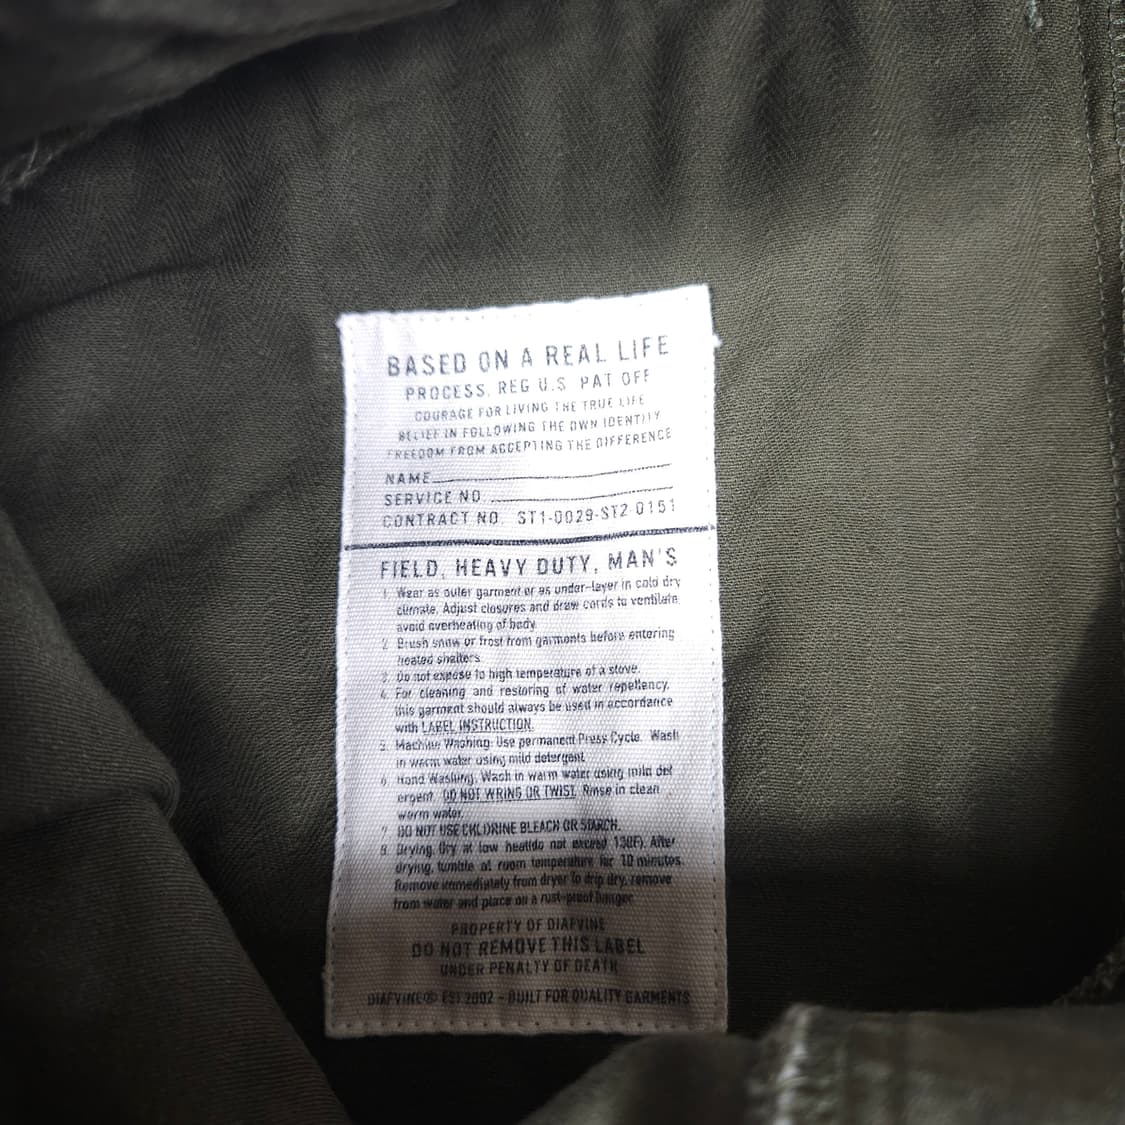 BASED ON A REAL LIFE
PROCESS, REG U.S. PAT OFF
COURAGE FOR LIVING THE TRUE LIFE
BELIEF IN FOLLOWING THE OWN IDENTITY
FREEDOM FROM ACCEPTING THE DIFFERENCE
NAME
SERVICE NO
CONTRACT NO. ST1-0029-ST2-0151
FIELD, HEAVY DUTY, MAN'S
1. Wear as outer garment or as under-layer in cold dry
climate. Adjust closures and draw cords to ventilate.
avoid overheating of body
2. Brush snow or frost from garments before entering
heated shelters
3. Do not expose to high temperature of a stove.
4. For cleaning and restoring of water repellency,
this garment should always be used in accordance
with LABEL INSTRUCTION.
5. Machine Washing: Use permanent Press Cycle. Wash
in warm water using mild detergent
6. Hand Washing, Wash in warm water using mild det
ergent. DO NOT WRING OR TWIST. Rinse in clean
warm water.
7. DO NOT USE CHLORINE BLEACH OR STARCH.
8. Drying, Dry at low heat(do not exceed 130F). After
drying, tumble at room temperature for 10 minutes.
Remove immediately from dryer To drip dry, remove
from water and place on a rust-proof hanger
PROPERTY OF DIAFVINE
DO NOT REMOVE THIS LABEL
UNDER PENALTY OF DEATH
DIAFVINE® EST 2002 - BUILT FOR QUALITY GARMENTS